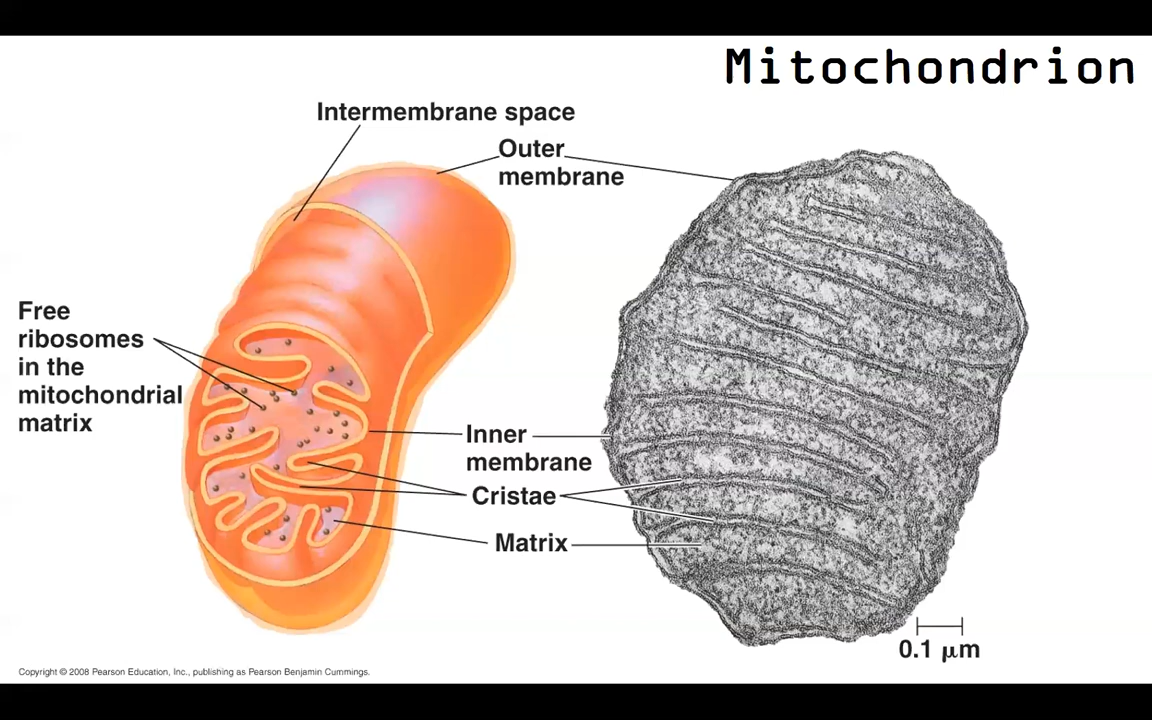 Mitochondrion
Intermembrane space
Outer
membrane
Free
ribosomes
in the
mitochondrial
matrix
Inner
membrane
Cristae
Matrix
0.1 μm
Copyright © 2008 Pearson Education, Inc., publishing as Pearson Benjamin Cummings.